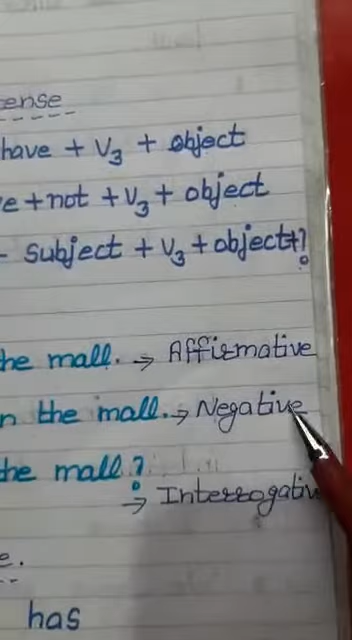 ense
have + V3 + object
e + not + V3 + object
- Subject + V3 + object + ?
he mall. → Affirmative
n the mall. → Negative
the mall ?
→ Interrogativ
e.
has